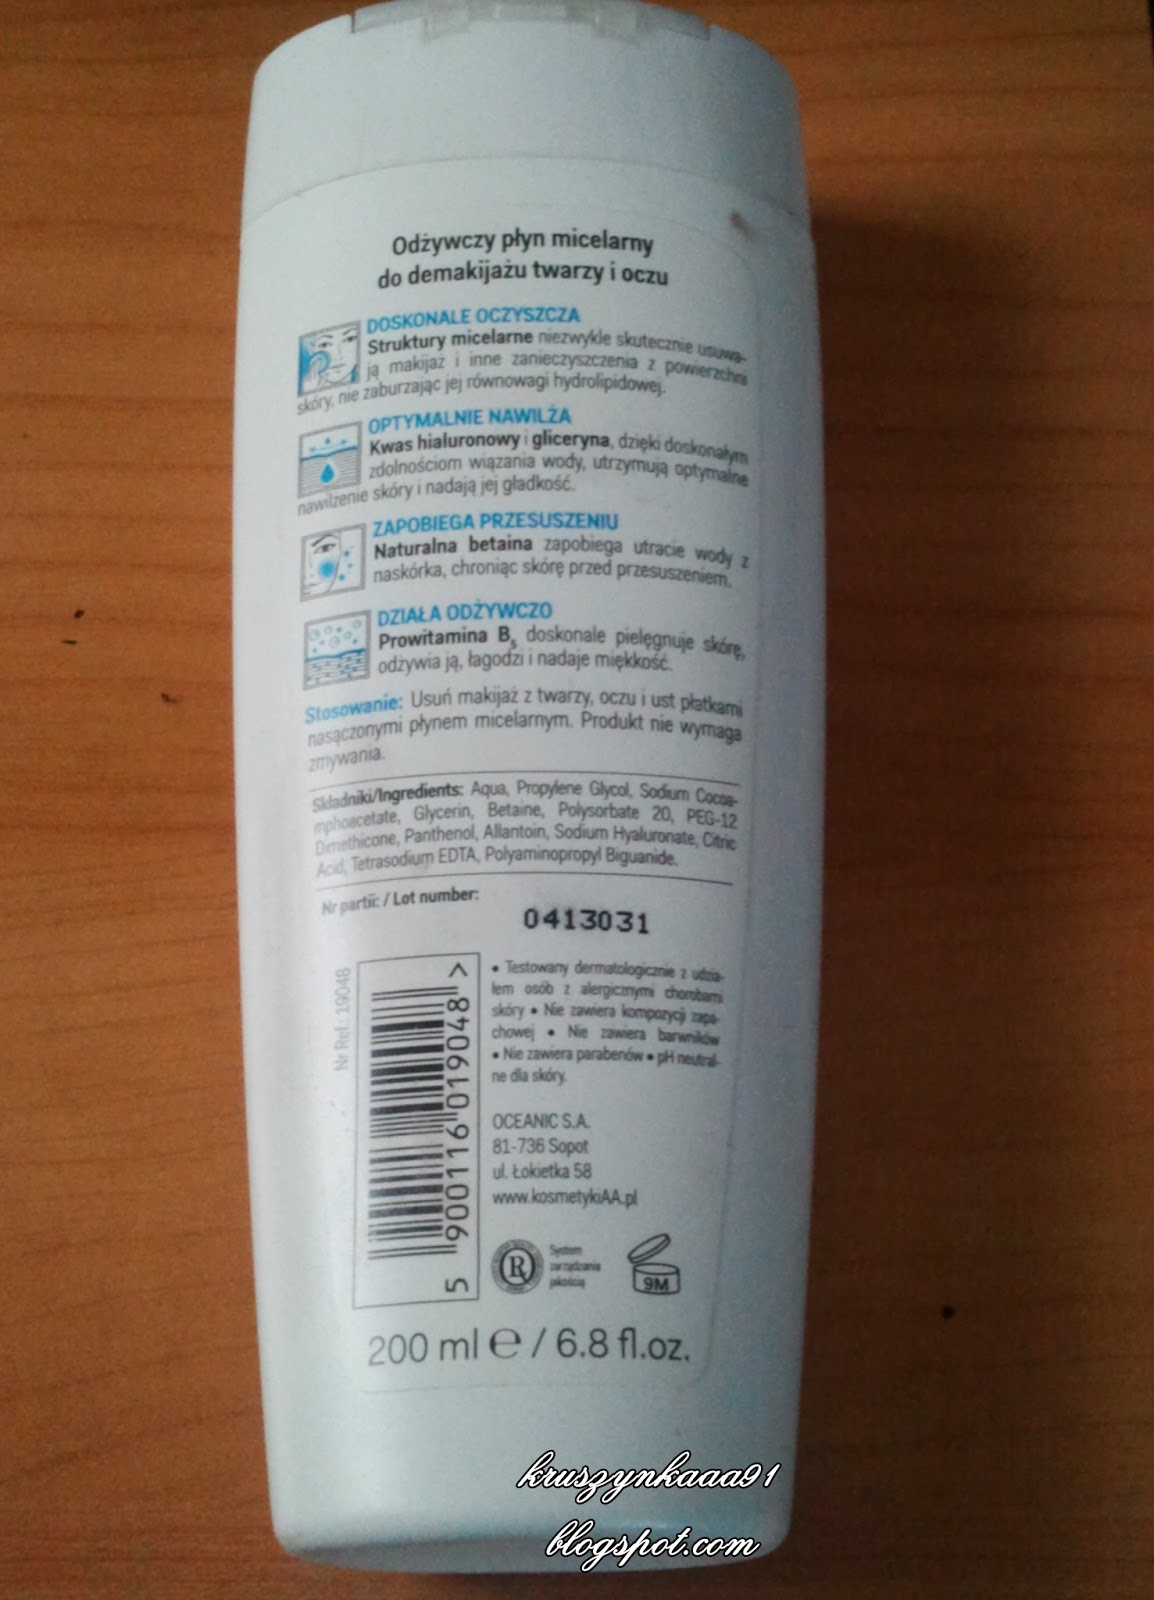 Odżywczy płyn micelarny
do demakijażu twarzy i oczu
DOSKONALE OCZYSZCZA
Struktury micelarne niezwykle skutecznie usuwa-
ją makijaż i inne zanieczyszczenia z powierzchni
skóry, nie zaburzając jej równowagi hydrolipidowej.
OPTYMALNIE NAWILŻA
Kwas hialuronowy i gliceryna, dzięki doskonałym
zdolnościom wiązania wody, utrzymują optymalne
nawilżenie skóry i nadają jej gładkość.
ZAPOBIEGA PRZESUSZENIU
Naturalna betaina zapobiega utracie wody z
naskórka, chroniąc skórę przed przesuszeniem.
DZIAŁA ODŻYWCZO
Prowitamina B5 doskonale pielęgnuje skórę,
odżywia ją, łagodzi i nadaje miękkość.
Stosowanie: Usuń makijaż z twarzy, oczu i ust płatkami
nasączonymi płynem micelarnym. Produkt nie wymaga
zmywania.
Składniki/Ingredients: Aqua, Propylene Glycol, Sodium Cocoa-
mphoacetate, Glycerin, Betaine, Polysorbate 20, PEG-12
Dimethicone, Panthenol, Allantoin, Sodium Hyaluronate, Citric
Acid, Tetrasodium EDTA, Polyaminopropyl Biguanide.
Nr partii: / Lot number:
0413031
Nr Ref.: 19048
5 900116 019048 >
• Testowany dermatologicznie z udzia-
łem osób z alergicznymi chorobami
skóry • Nie zawiera kompozycji zapa-
chowej • Nie zawiera barwników
• Nie zawiera parabenów • pH neutral-
ne dla skóry.
OCEANIC S.A.
81-736 Sopot
ul. Łokietka 58
www.kosmetykiAA.pl
R
System
zarządzania
jakością
9M
200 ml ℮ / 6.8 fl.oz.
kruszynkaaa91
blogspot.com